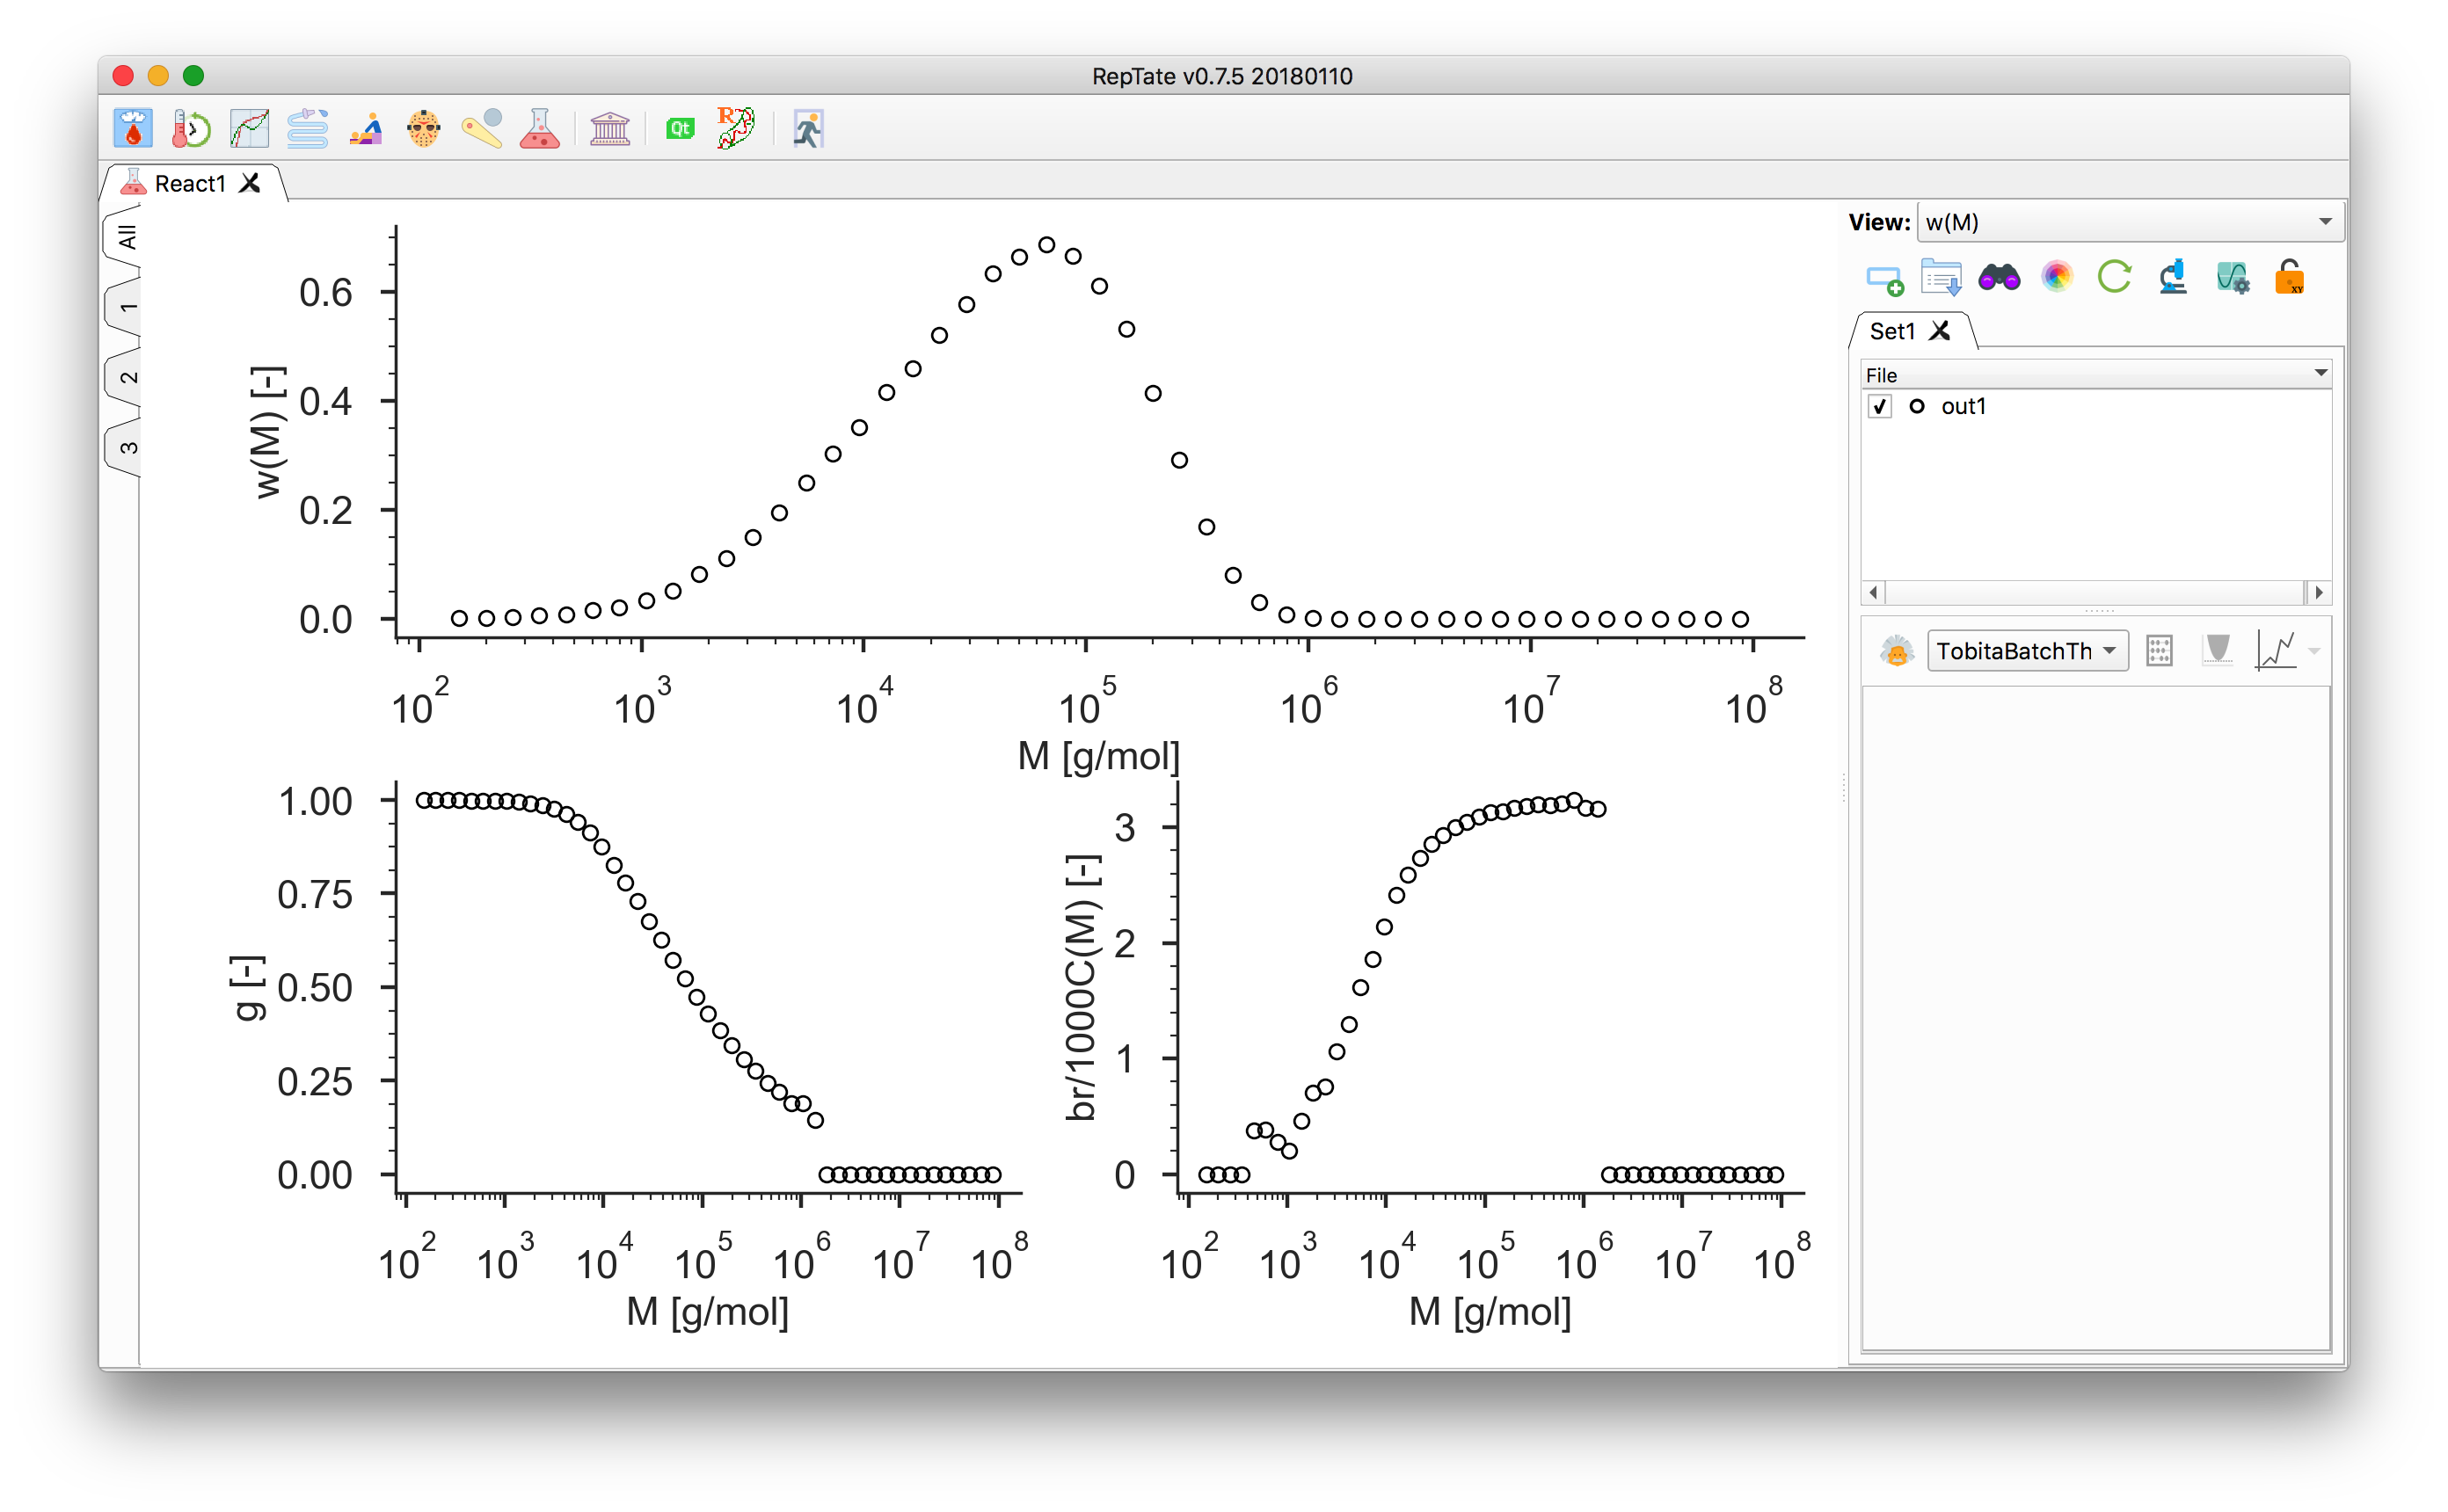 RepTate v0.7.5 20180110
R
Qt
React1
All
1
2
3
View: w(M)
XY
Set1
File
out1
TobitaBatchTh
w(M) [-]
0.6
0.4
0.2
0.0
10^2 10^3 10^4 10^5 10^6 10^7 10^8
M [g/mol]
g [-]
1.00
0.75
0.50
0.25
0.00
10^2 10^3 10^4 10^5 10^6 10^7 10^8
M [g/mol]
br/1000C(M) [-]
3
2
1
0
10^2 10^3 10^4 10^5 10^6 10^7 10^8
M [g/mol]